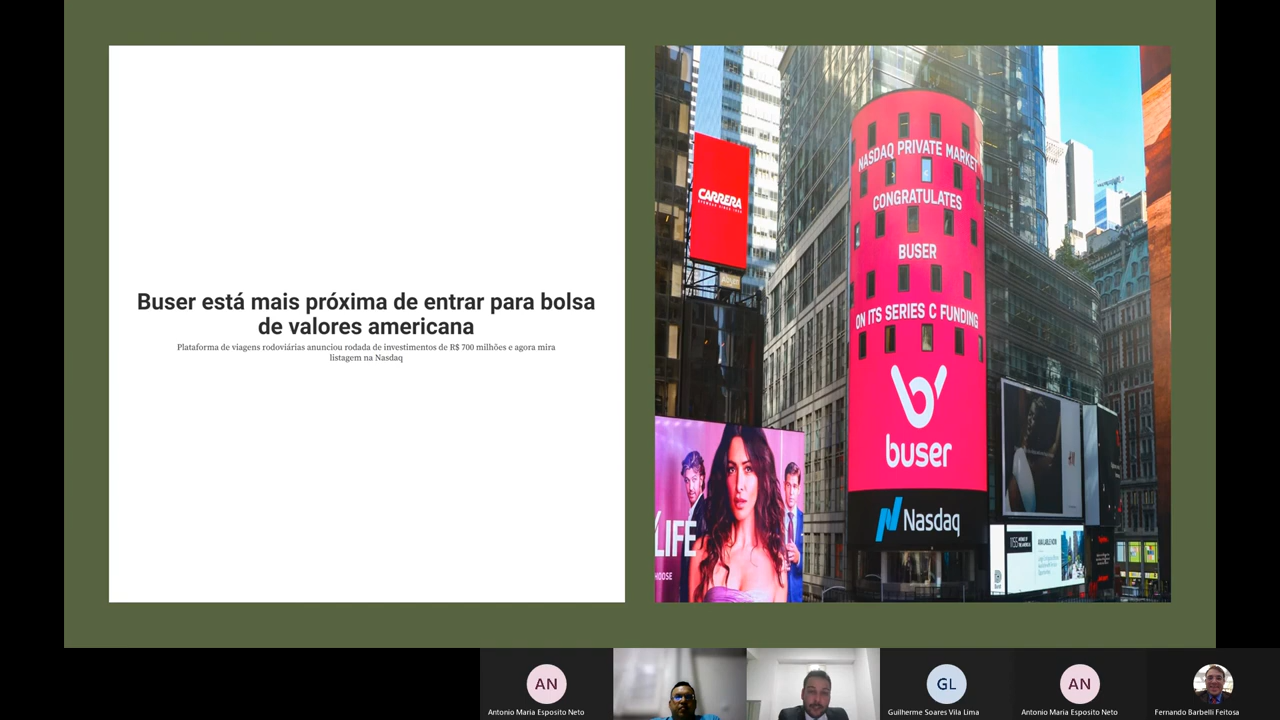 Buser está mais próxima de entrar para bolsa
de valores americana
Plataforma de viagens rodoviárias anunciou rodada de investimentos de R$ 700 milhões e agora mira
listagem na Nasdaq
CARRERA
NASDAQ PRIVATE MARKET
CONGRATULATES
BUSER
ON ITS SERIES C FUNDING
buser
Nasdaq
LIFE
AN
GL
AN
Antonio Maria Esposito Neto
Guilherme Soares Vila Lima
Antonio Maria Esposito Neto
Fernando Barbelli Feitosa